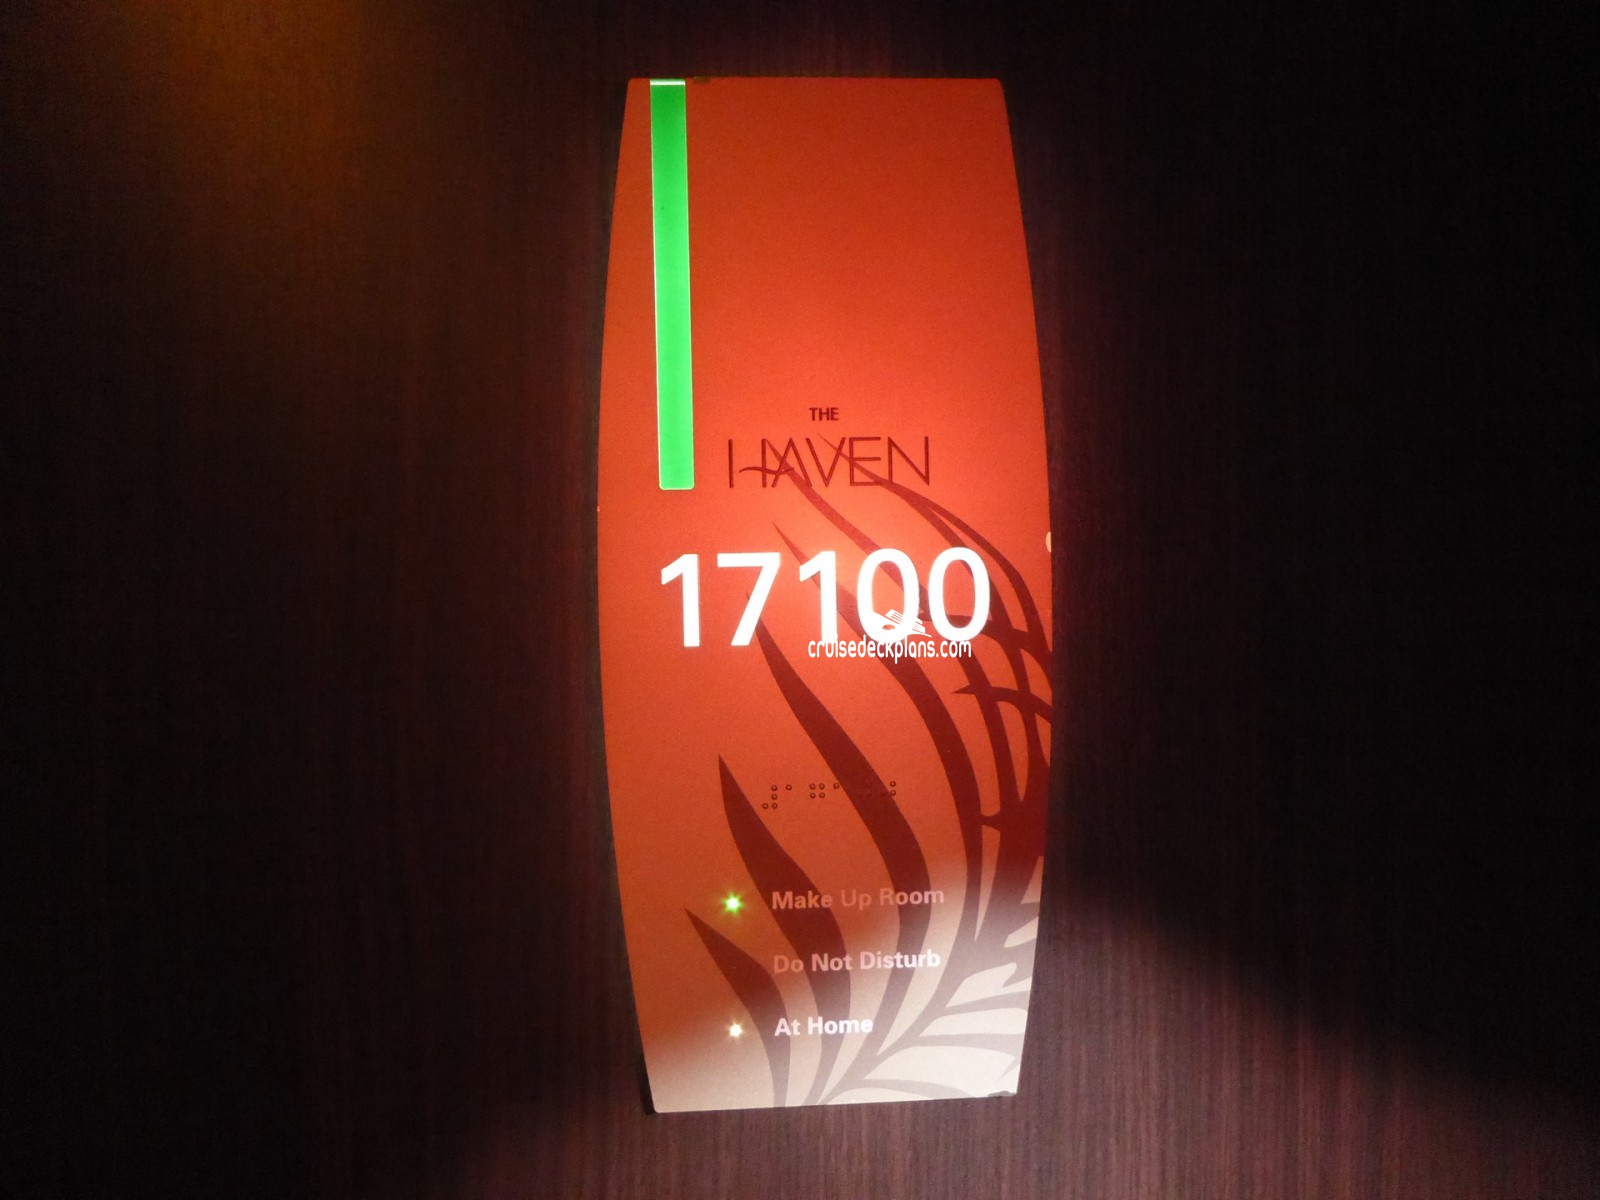 THE
HAVEN
17100
cruisedeckplans.com
Make Up Room
Do Not Disturb
At Home